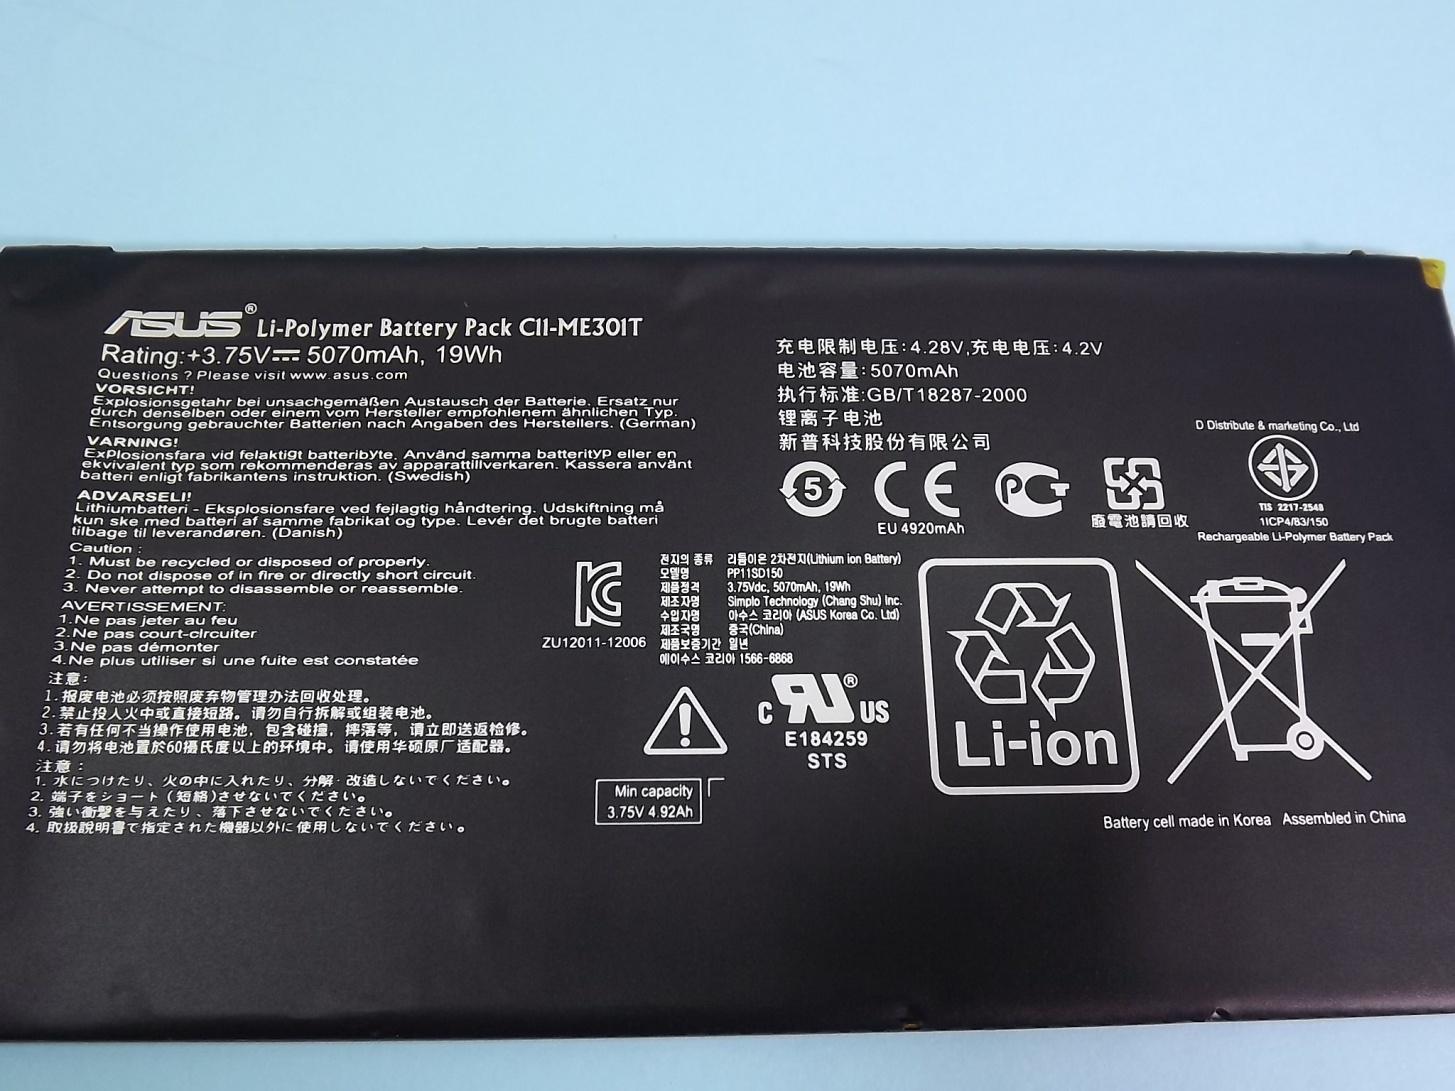 ASUS® Li-Polymer Battery Pack C11-ME301T
Rating:+3.75V⎓ 5070mAh, 19Wh
Questions ? Please visit www.asus.com
VORSICHT!
Explosionsgetahr bei unsachgemäßen Austausch der Batterie. Ersatz nur
durch denselben oder einem vom Hersteller empfohlenem ähnlichen Typ.
Entsorgung gebrauchter Batterien nach Angaben des Herstellers. (German)
VARNING!
Explosionsfara vid felaktigt batteribyte. Använd samma batterityp eller en
ekvivalent typ som rekommenderas av apparattillverkaren. Kassera använt
batteri enligt fabrikantens instruktion. (Swedish)
ADVARSELI!
Lithiumbatteri - Eksplosionsfare ved fejlagtig håndtering. Udskiftning må
kun ske med batteri af samme fabrikat og type. Levér det brugte batteri
tilbage til leverandøren. (Danish)
Caution :
1. Must be recycled or disposed of properly.
2. Do not dispose of in fire or directly short circuit.
3. Never attempt to disassemble or reassemble.
AVERTISSEMENT:
1.Ne pas jeter au feu
2.Ne pas court-circuiter
3.Ne pas démonter
4.Ne plus utiliser si une fuite est constatée
注意:
1.报废电池必须按照废弃物管理办法回收处理。
2.禁止投入火中或直接短路。请勿自行拆解或组装电池。
3.若有任何不当操作使用电池，包含碰撞，摔落等，请立即送返检修。
4.请勿将电池置於60攝氏度以上的环境中。请使用华硕原厂适配器。
注意:
1. 水につけたり、火の中に入れたり、分解·改造しないでください。
2. 端子をショート（短絡)させないでください。
3. 強い衝撃を与えたり、落下させないでください。
4. 取扱說明書で指定された機器以外に使用しないでください。
充电限制电压:4.28V,充电电压:4.2V
电池容量:5070mAh
执行标准:GB/T18287-2000
锂离子电池
新普科技股份有限公司
5
CE
EU 4920mAh
PCT
廢電池請回收
D Distribute & marketing Co., Ltd
TIS 2217-2548
1ICP4/83/150
Rechargeable Li-Polymer Battery Pack
KC
ZU12011-12006
전지의 종류 리튬이온 2차전지(Lithium ion Battery)
모델명 PP11SD150
제품정격 3.75Vdc, 5070mAh, 19Wh
제조자명 Simplo Technology (Chang Shu) Inc.
수입자명 아수스 코리아 (ASUS Korea Co. Ltd)
제조국명 중국(China)
제품보증기간 일년
에이수스 코리아 1566-6868
C RU® US
E184259
STS
Min capacity
3.75V 4.92Ah
Li-ion
Battery cell made in Korea Assembled in China